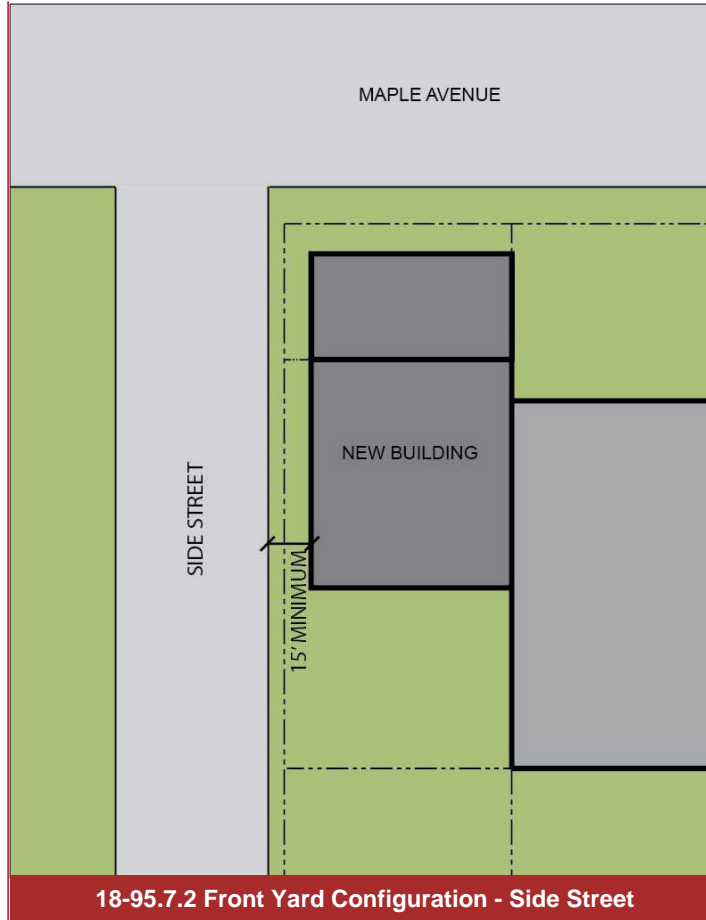 MAPLE AVENUE
NEW BUILDING
SIDE STREET
15' MINIMUM
18-95.7.2 Front Yard Configuration - Side Street